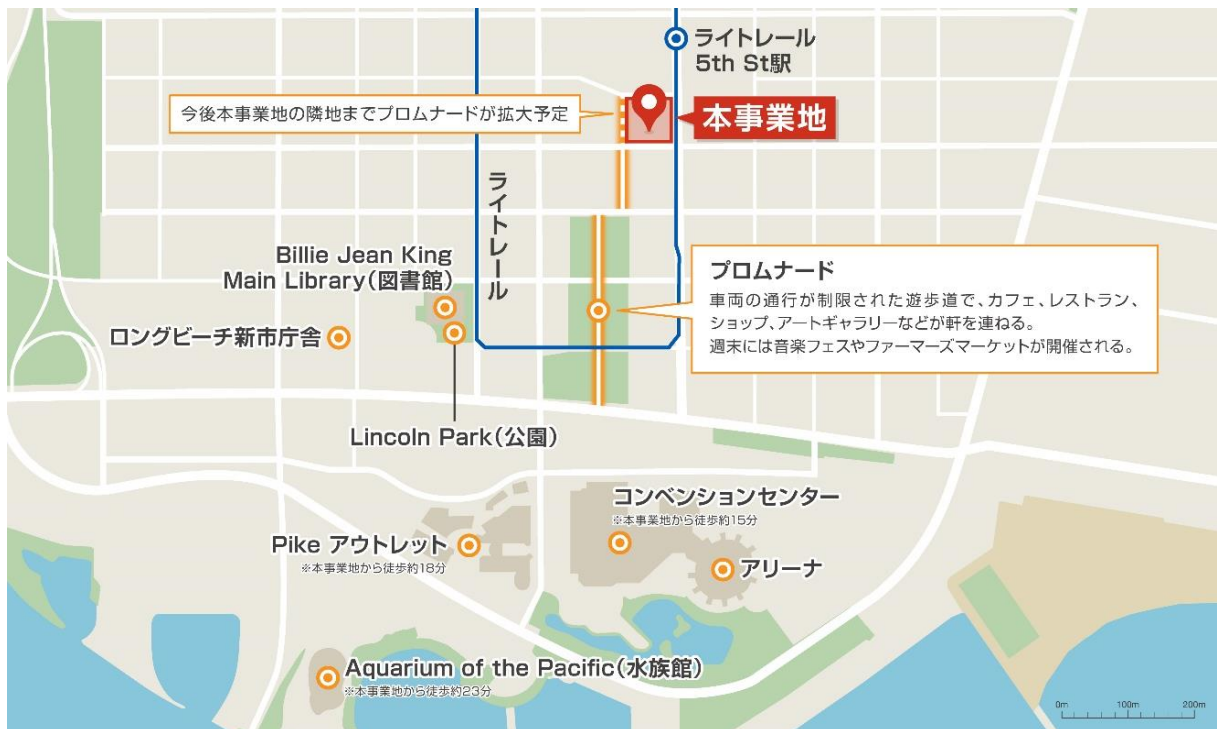 ライトレール
5th St駅
今後本事業地の隣地までプロムナードが拡大予定
本事業地
ライトレール
Billie Jean King
Main Library(図書館)
プロムナード
車両の通行が制限された遊歩道で、カフェ、レストラン、
ショップ、アートギャラリーなどが軒を連ねる。
週末には音楽フェスやファーマーズマーケットが開催される。
ロングビーチ新市庁舎
Lincoln Park(公園)
コンベンションセンター
※本事業地から徒歩約15分
Pike アウトレット
※本事業地から徒歩約18分
アリーナ
Aquarium of the Pacific(水族館)
※本事業地から徒歩約23分
0m 100m 200m